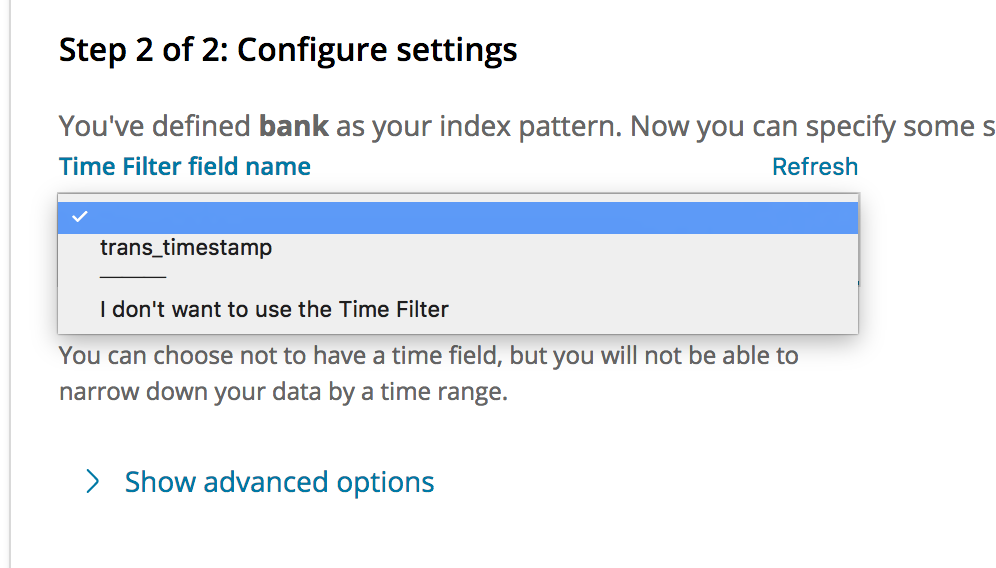 Step 2 of 2: Configure settings
You've defined bank as your index pattern. Now you can specify some s
Time Filter field name Refresh
trans_timestamp
I don't want to use the Time Filter
You can choose not to have a time field, but you will not be able to
narrow down your data by a time range.
Show advanced options